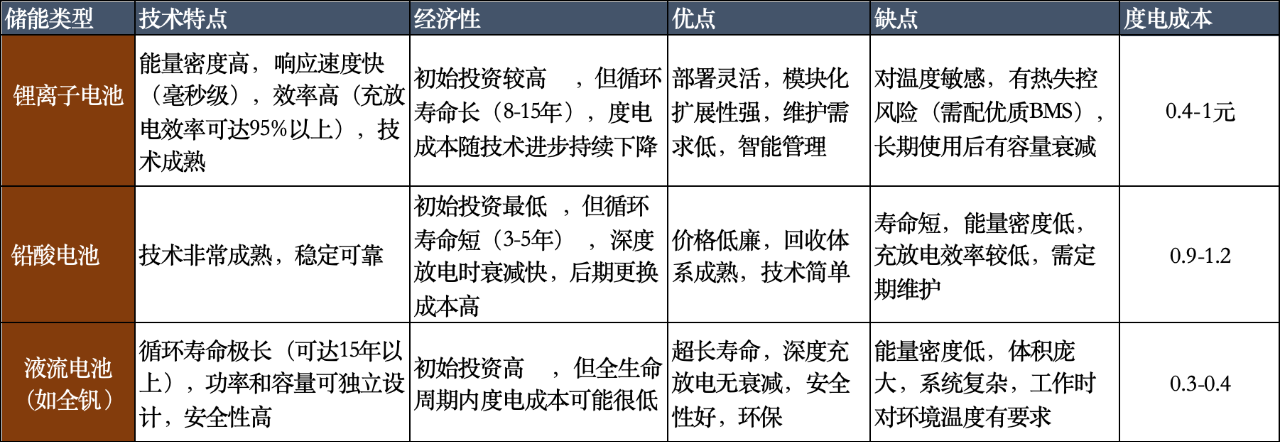 储能类型
技术特点
经济性
优点
缺点
度电成本
锂离子电池
能量密度高，响应速度快
（毫秒级），效率高（充放
电效率可达95%以上），技
术成熟
初始投资较高 ，但循环
寿命长（8-15年），度电
成本随技术进步持续下降
部署灵活，模块化
扩展性强，维护需
求低，智能管理
对温度敏感，有热失控
风险（需配优质BMS），
长期使用后有容量衰减
0.4-1元
铅酸电池
技术非常成熟，稳定可靠
初始投资最低 ，但循环
寿命短（3-5年） ，深度
放电时衰减快，后期更换
成本高
价格低廉，回收体
系成熟，技术简单
寿命短，能量密度低，
充放电效率较低，需定
期维护
0.9-1.2
液流电池
（如全钒）
循环寿命极长（可达15年以
上），功率和容量可独立设
计，安全性高
初始投资高 ，但全生命
周期内度电成本可能很低
超长寿命，深度充
放电无衰减，安全
性好，环保
能量密度低，体积庞
大，系统复杂，工作时
对环境温度有要求
0.3-0.4